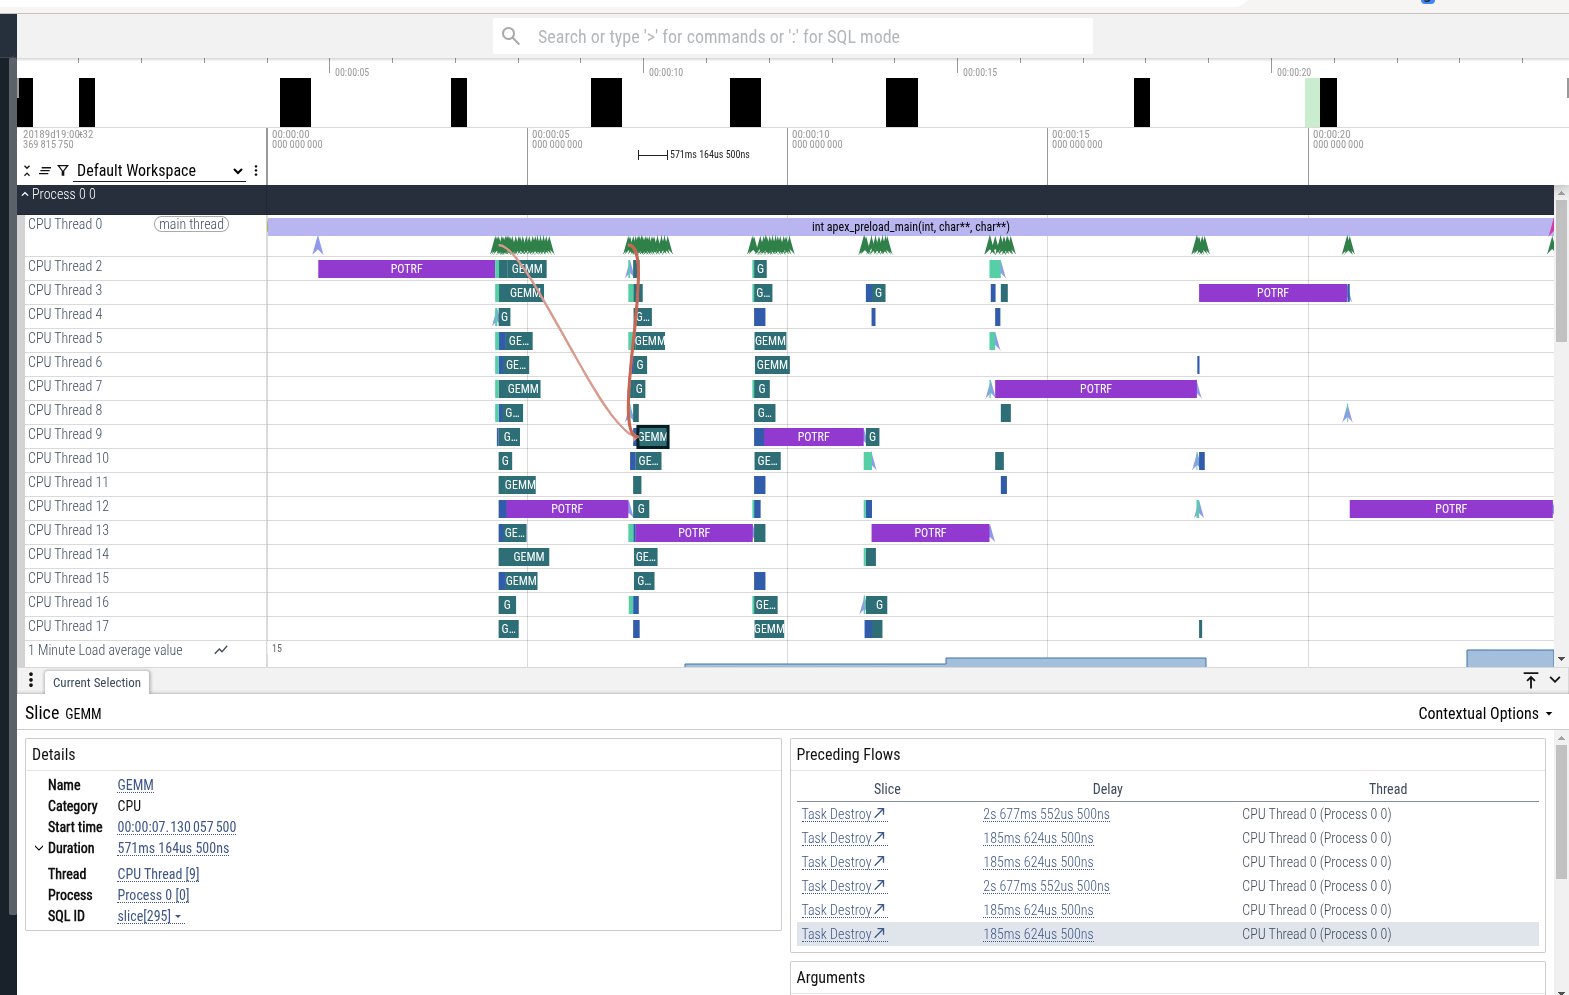 Search or type '>' for commands or ':' for SQL mode
00:00:05 00:00:10 00:00:15 00:00:20
00:00:00 00:00:05 00:00:10 00:00:15 00:00:20
369 815 750 000 000 000 000 000 000 000 000 000 000 000 000 000 000 000
571ms 164us 500ns
Default Workspace
Process 0 0
CPU Thread 0 main thread int apex_preload_main(int, char**, char**)
CPU Thread 2 POTRF GEMM G
CPU Thread 3 GEMM G… G POTRF
CPU Thread 4 G G…
CPU Thread 5 GE… GEMM GEMM
CPU Thread 6 GE… G GEMM
CPU Thread 7 GEMM G G POTRF
CPU Thread 8 G… G…
CPU Thread 9 G… GEMM POTRF G
CPU Thread 10 G GE… GE…
CPU Thread 11 GEMM
CPU Thread 12 POTRF G POTRF
CPU Thread 13 GE… POTRF POTRF
CPU Thread 14 GEMM GE…
CPU Thread 15 GEMM G…
CPU Thread 16 G GE… G
CPU Thread 17 G… GEMM
1 Minute Load average value 15
Current Selection
Slice GEMM Contextual Options
Details
Name GEMM
Category CPU
Start time 00:00:07.130 057 500
Duration 571ms 164us 500ns
Thread CPU Thread [9]
Process Process 0 [0]
SQL ID slice[295]
Preceding Flows
Slice Delay Thread
Task Destroy 2s 677ms 552us 500ns CPU Thread 0 (Process 0 0)
Task Destroy 185ms 624us 500ns CPU Thread 0 (Process 0 0)
Task Destroy 185ms 624us 500ns CPU Thread 0 (Process 0 0)
Task Destroy 2s 677ms 552us 500ns CPU Thread 0 (Process 0 0)
Task Destroy 185ms 624us 500ns CPU Thread 0 (Process 0 0)
Task Destroy 185ms 624us 500ns CPU Thread 0 (Process 0 0)
Arguments